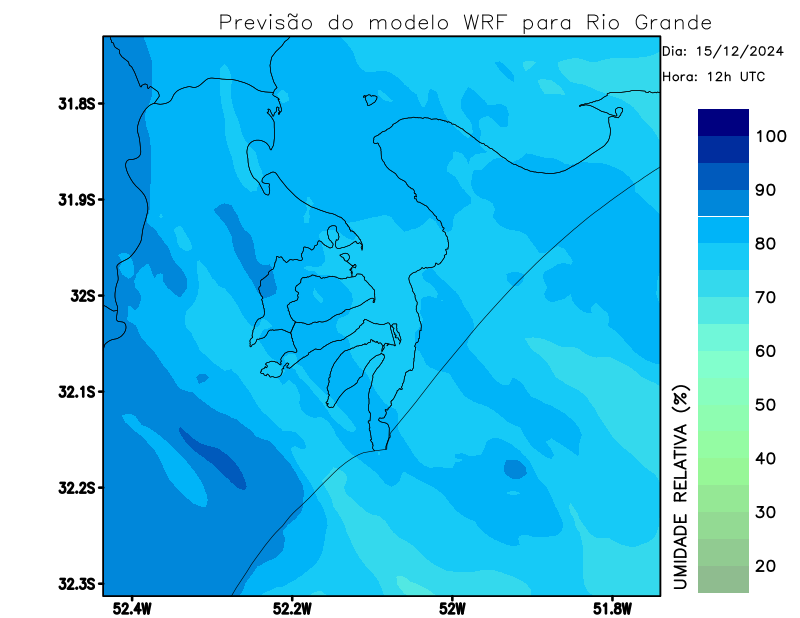 Previsão do modelo WRF para Rio Grande
Dia: 15/12/2024
Hora: 12h UTC
31.8S
31.9S
32S
32.1S
32.2S
32.3S
52.4W
52.2W
52W
51.8W
100
90
80
70
60
50
40
30
20
UMIDADE RELATIVA (%)